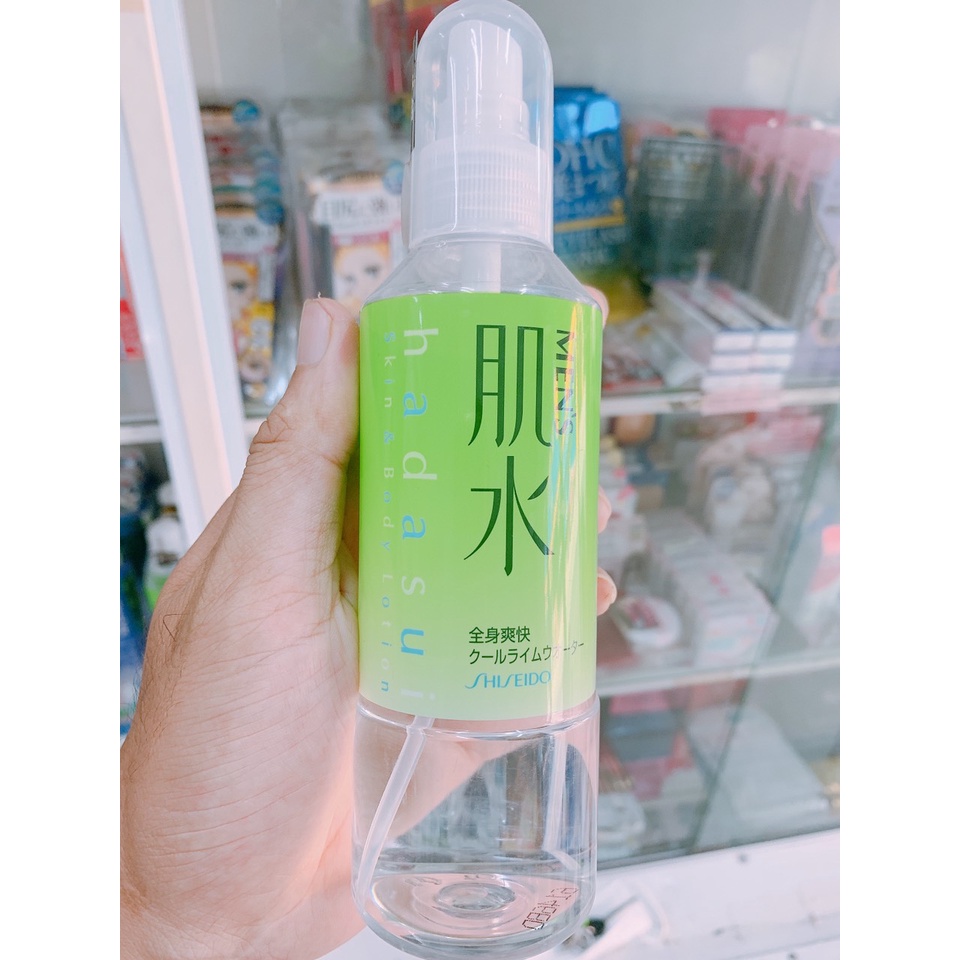 MEN'S
肌水
hadasui
Skin & Body Lotion
全身爽快
クールライムウォーター
SHISEIDO
DHC